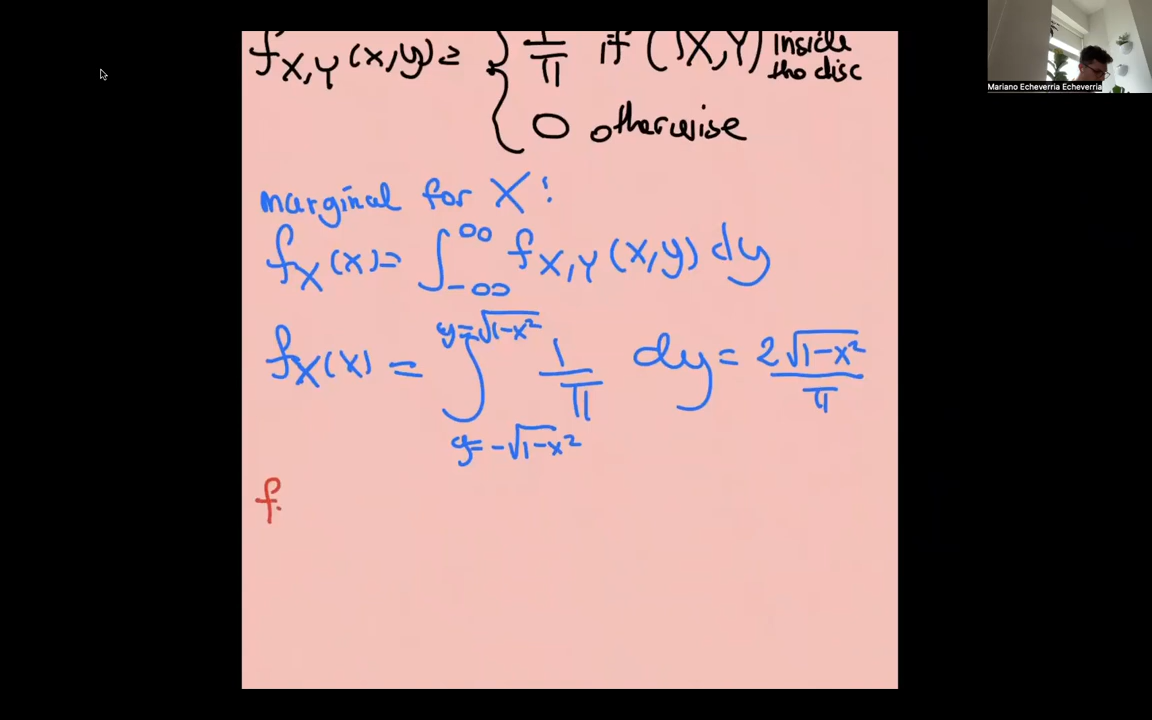 f_{X,Y}(x,y) = { 1/π if (X,Y) inside the disc
0 otherwise
marginal for X:
f_X(x) = ∫_{-∞}^{∞} f_{X,Y}(x,y) dy
f_X(x) = ∫_{y=-√(1-x²)}^{y=√(1-x²)} 1/π dy = 2√(1-x²)/π
f
Mariano Echeverria Echeverria